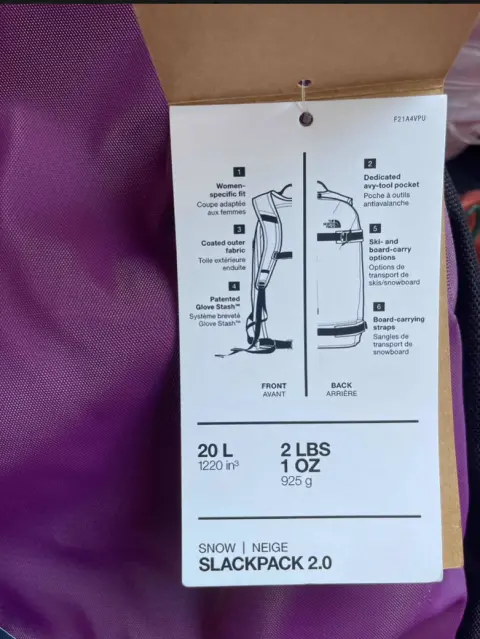 F21A4VPU
1
Women-
specific fit
Coupe adaptée
aux femmes
3
Coated outer
fabric
Toile extérieure
enduite
4
Patented
Glove Stash™
Système breveté
Glove Stash™
2
Dedicated
avy-tool pocket
Poche à outils
antiavalanche
5
Ski- and
board-carry
options
Options de
transport de
skis/snowboard
6
Board-carrying
straps
Sangles de
transport de
snowboard
FRONT
AVANT
BACK
ARRIÈRE
20 L
1220 in³
2 LBS
1 OZ
925 g
SNOW | NEIGE
SLACKPACK 2.0